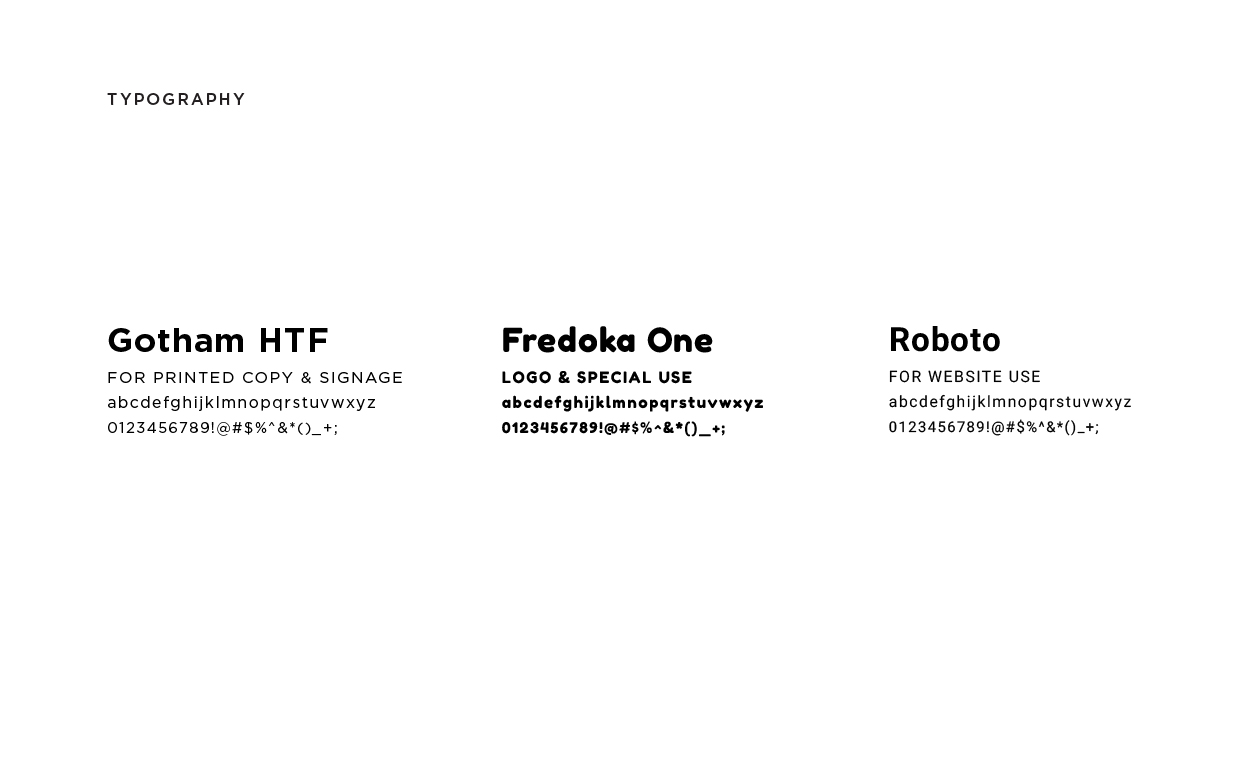 TYPOGRAPHY
Gotham HTF
FOR PRINTED COPY & SIGNAGE
abcdefghijklmnopqrstuvwxyz
0123456789!@#$%^&*()_+;
Fredoka One
LOGO & SPECIAL USE
abcdefghijklmnopqrstuvwxyz
0123456789!@#$%^&*()_+;
Roboto
FOR WEBSITE USE
abcdefghijklmnopqrstuvwxyz
0123456789!@#$%^&*()_+;